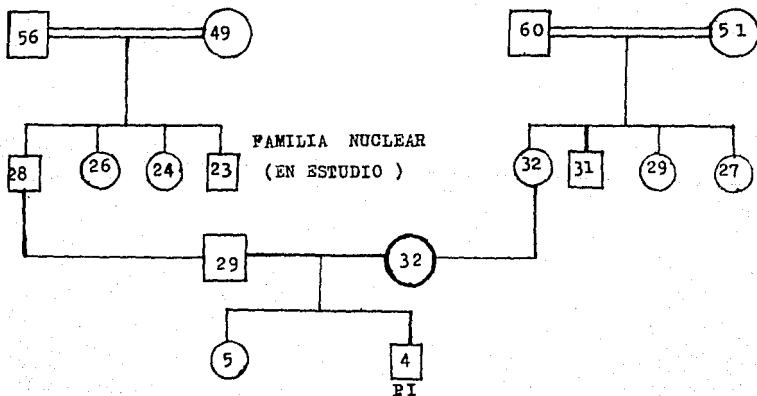 56 49 60 51
FAMILIA NUCLEAR
(EN ESTUDIO )
28 26 24 23 32 31 29 27
29 32
5 4
PI